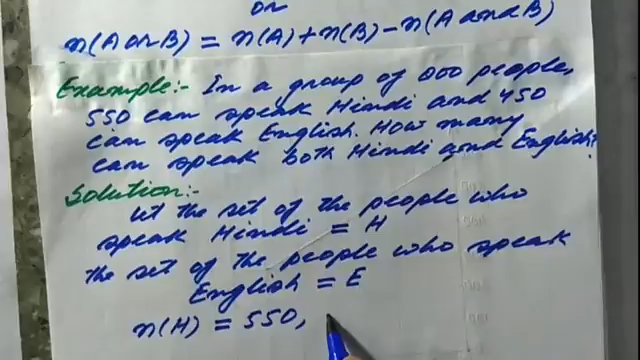 or
n(A or B) = n(A) + n(B) - n(A and B)
Example:- In a group of 800 people,
550 can speak Hindi and 450
can speak English. How many
can speak both Hindi and English?
Solution:-
Let the set of the people who
speak Hindi = H
the set of the people who speak
English = E
n(H) = 550,